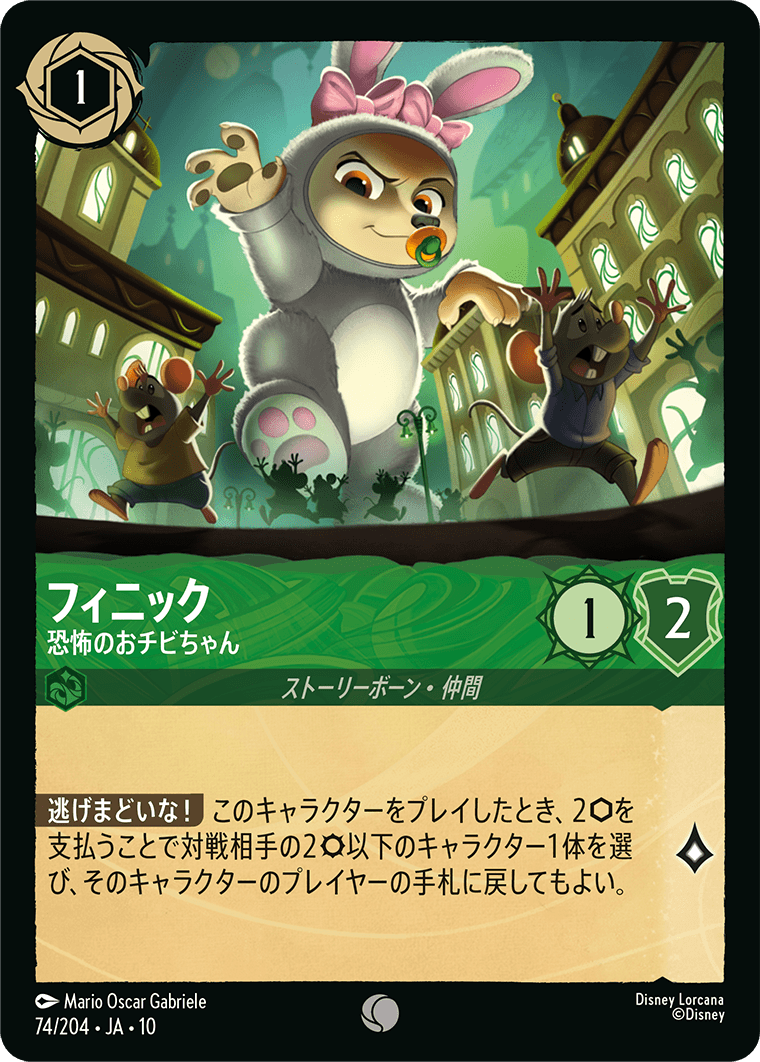 1
フィニック
恐怖のおチビちゃん
1
2
ストーリーボーン・仲間
逃げまどいな！ このキャラクターをプレイしたとき、2⬡を
支払うことで対戦相手の2¤以下のキャラクター1体を選
び、そのキャラクターのプレイヤーの手札に戻してもよい。
Mario Oscar Gabriele
74/204・JA・10
Disney Lorcana
©Disney